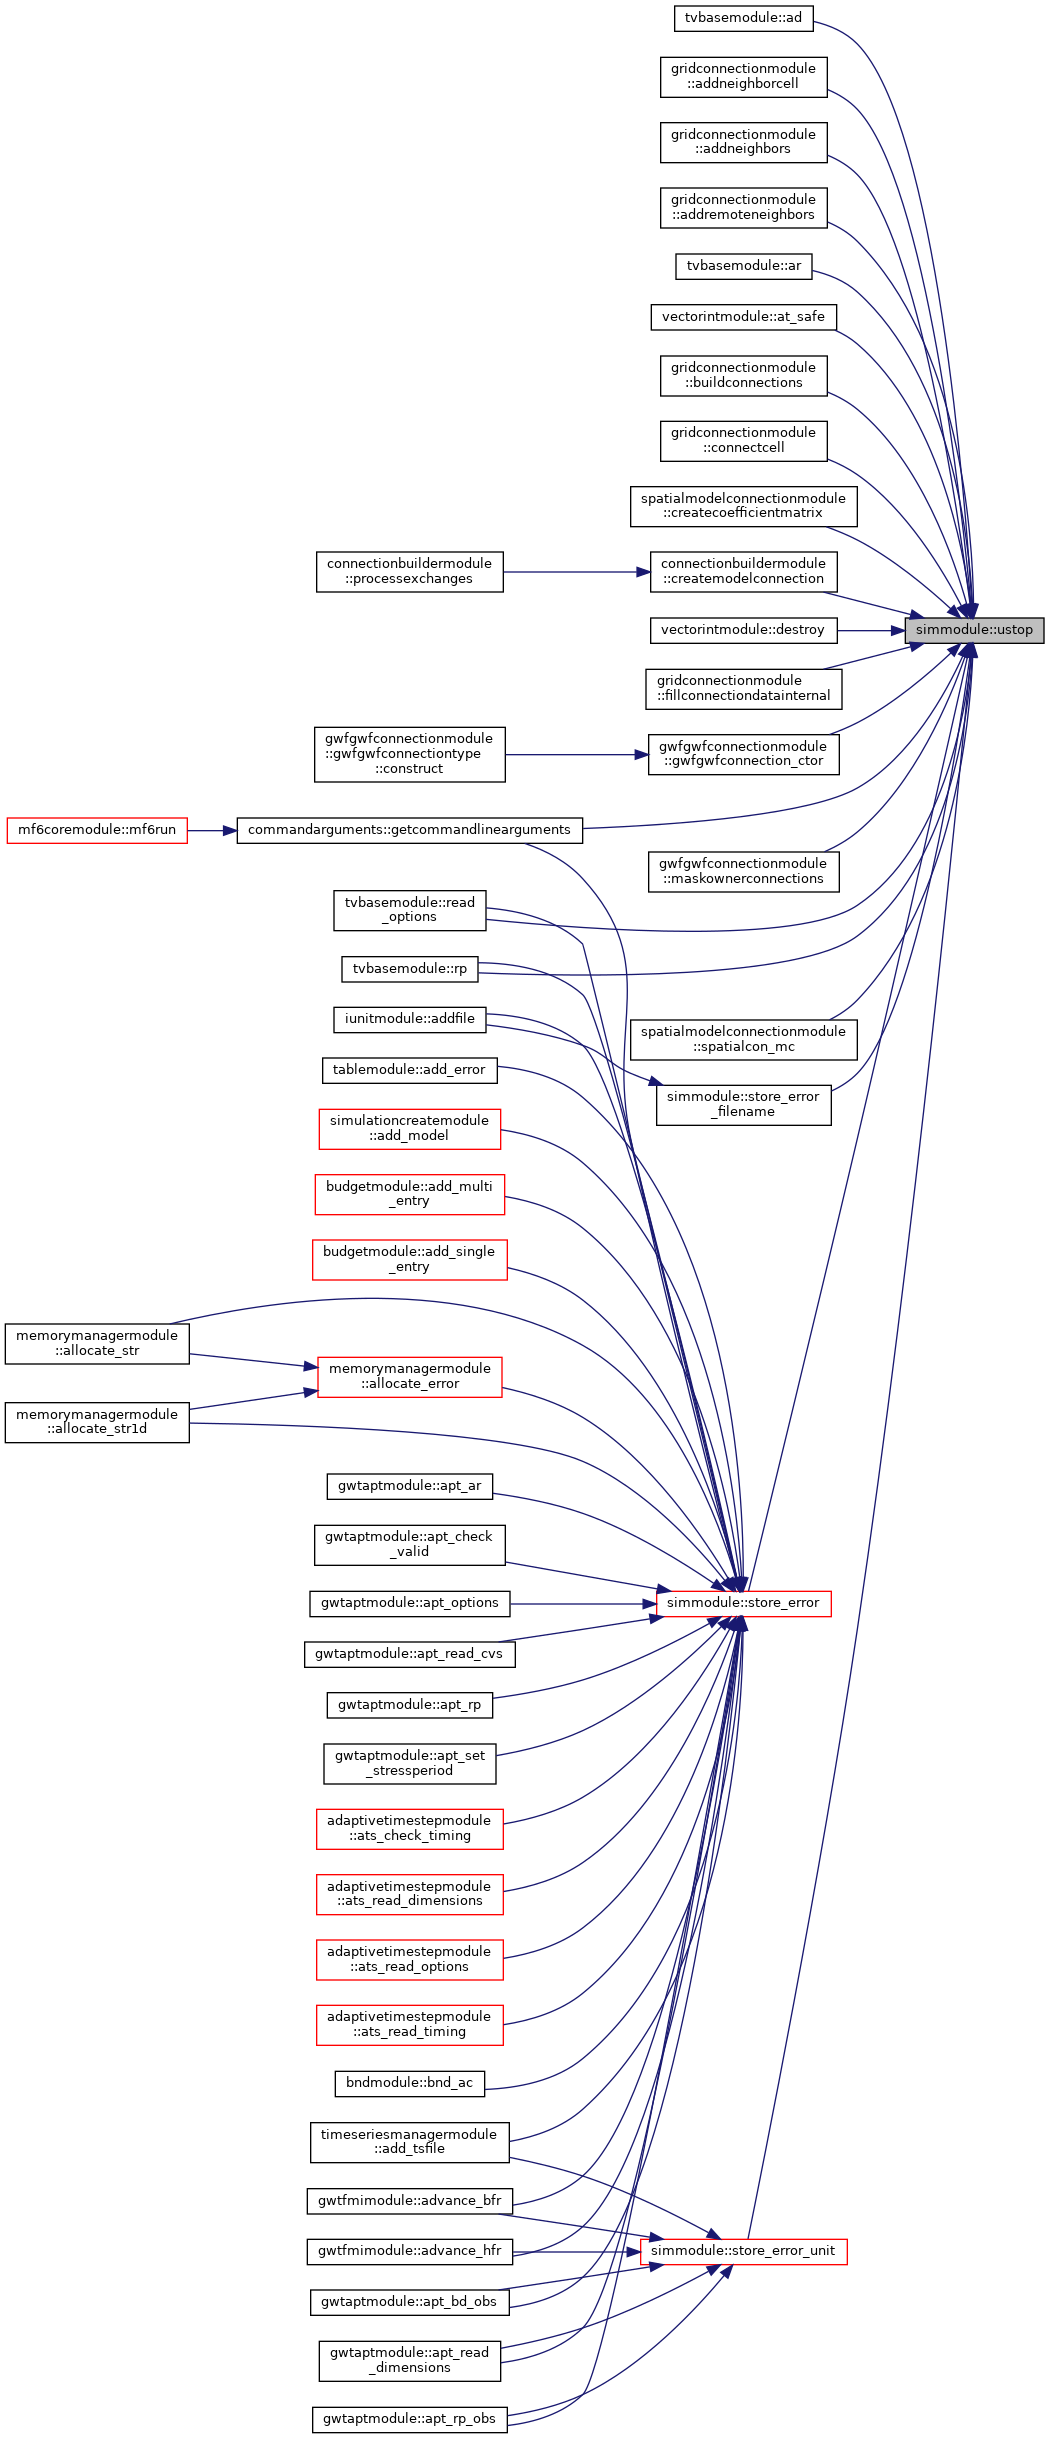 tvbasemodule::ad
gridconnectionmodule
::addneighborcell
gridconnectionmodule
::addneighbors
gridconnectionmodule
::addremoteneighbors
tvbasemodule::ar
vectorintmodule::at_safe
gridconnectionmodule
::buildconnections
gridconnectionmodule
::connectcell
spatialmodelconnectionmodule
::createcoefficientmatrix
connectionbuildermodule
::processexchanges
connectionbuildermodule
::createmodelconnection
vectorintmodule::destroy
simmodule::ustop
gridconnectionmodule
::fillconnectiondatainternal
gwfgwfconnectionmodule
::gwfgwfconnectiontype
::construct
gwfgwfconnectionmodule
::gwfgwfconnection_ctor
mf6coremodule::mf6run
commandarguments::getcommandlinearguments
gwfgwfconnectionmodule
::maskownerconnections
tvbasemodule::read
_options
tvbasemodule::rp
iunitmodule::addfile
spatialmodelconnectionmodule
::spatialcon_mc
tablemodule::add_error
simmodule::store_error
_filename
simulationcreatemodule
::add_model
budgetmodule::add_multi
_entry
budgetmodule::add_single
_entry
memorymanagermodule
::allocate_str
memorymanagermodule
::allocate_error
memorymanagermodule
::allocate_str1d
gwtaptmodule::apt_ar
gwtaptmodule::apt_check
_valid
gwtaptmodule::apt_options
simmodule::store_error
gwtaptmodule::apt_read_cvs
gwtaptmodule::apt_rp
gwtaptmodule::apt_set
_stressperiod
adaptivetimestepmodule
::ats_check_timing
adaptivetimestepmodule
::ats_read_dimensions
adaptivetimestepmodule
::ats_read_options
adaptivetimestepmodule
::ats_read_timing
bndmodule::bnd_ac
timeseriesmanagermodule
::add_tsfile
gwtfmimodule::advance_bfr
gwtfmimodule::advance_hfr
simmodule::store_error_unit
gwtaptmodule::apt_bd_obs
gwtaptmodule::apt_read
_dimensions
gwtaptmodule::apt_rp_obs